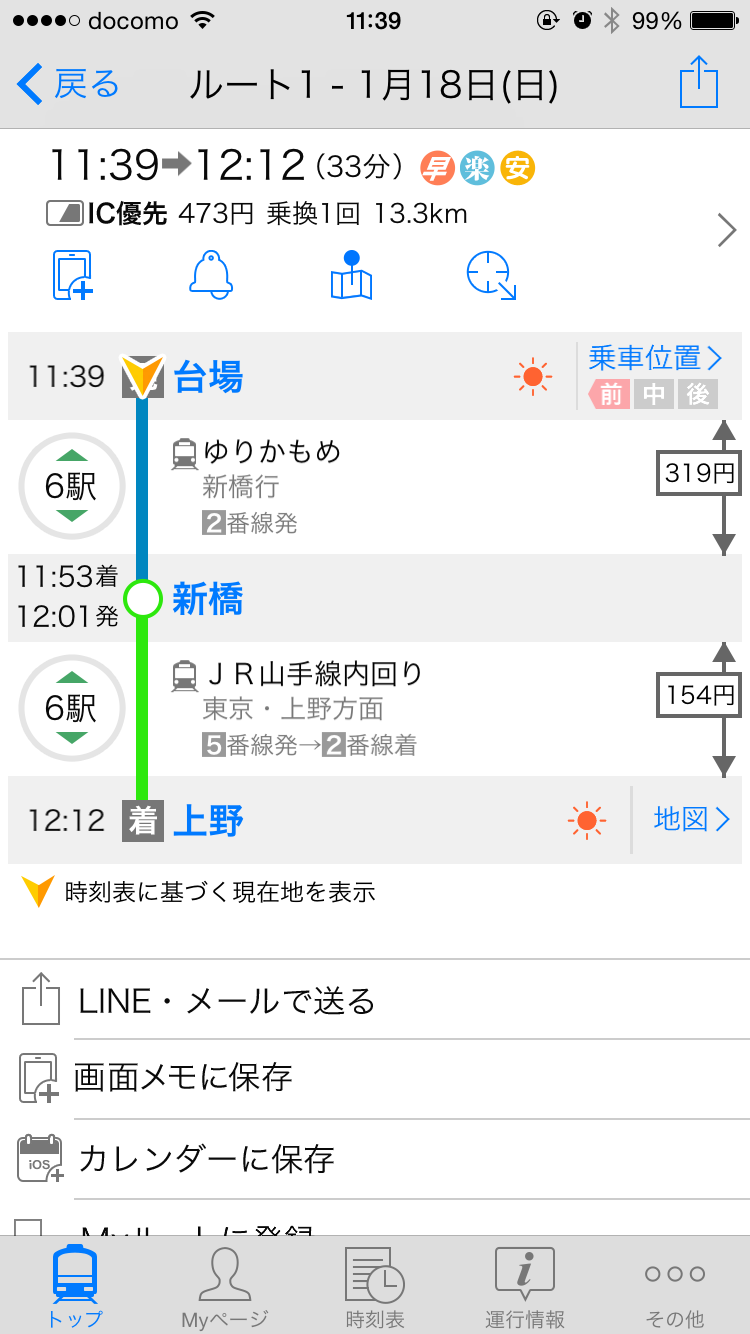 docomo 11:39 99%
戻る ルート1 - 1月18日(日)
11:39➡12:12(33分) 早 楽 安
IC優先 473円 乗換1回 13.3km
11:39 台場 乗車位置
前 中 後
ゆりかもめ
6駅 新橋行 319円
2番線発
11:53着
12:01発 新橋
JR山手線内回り
6駅 東京・上野方面 154円
5番線発→2番線着
12:12 着 上野 地図
時刻表に基づく現在地を表示
LINE・メールで送る
画面メモに保存
iOS カレンダーに保存
トップ Myページ 時刻表 運行情報 その他